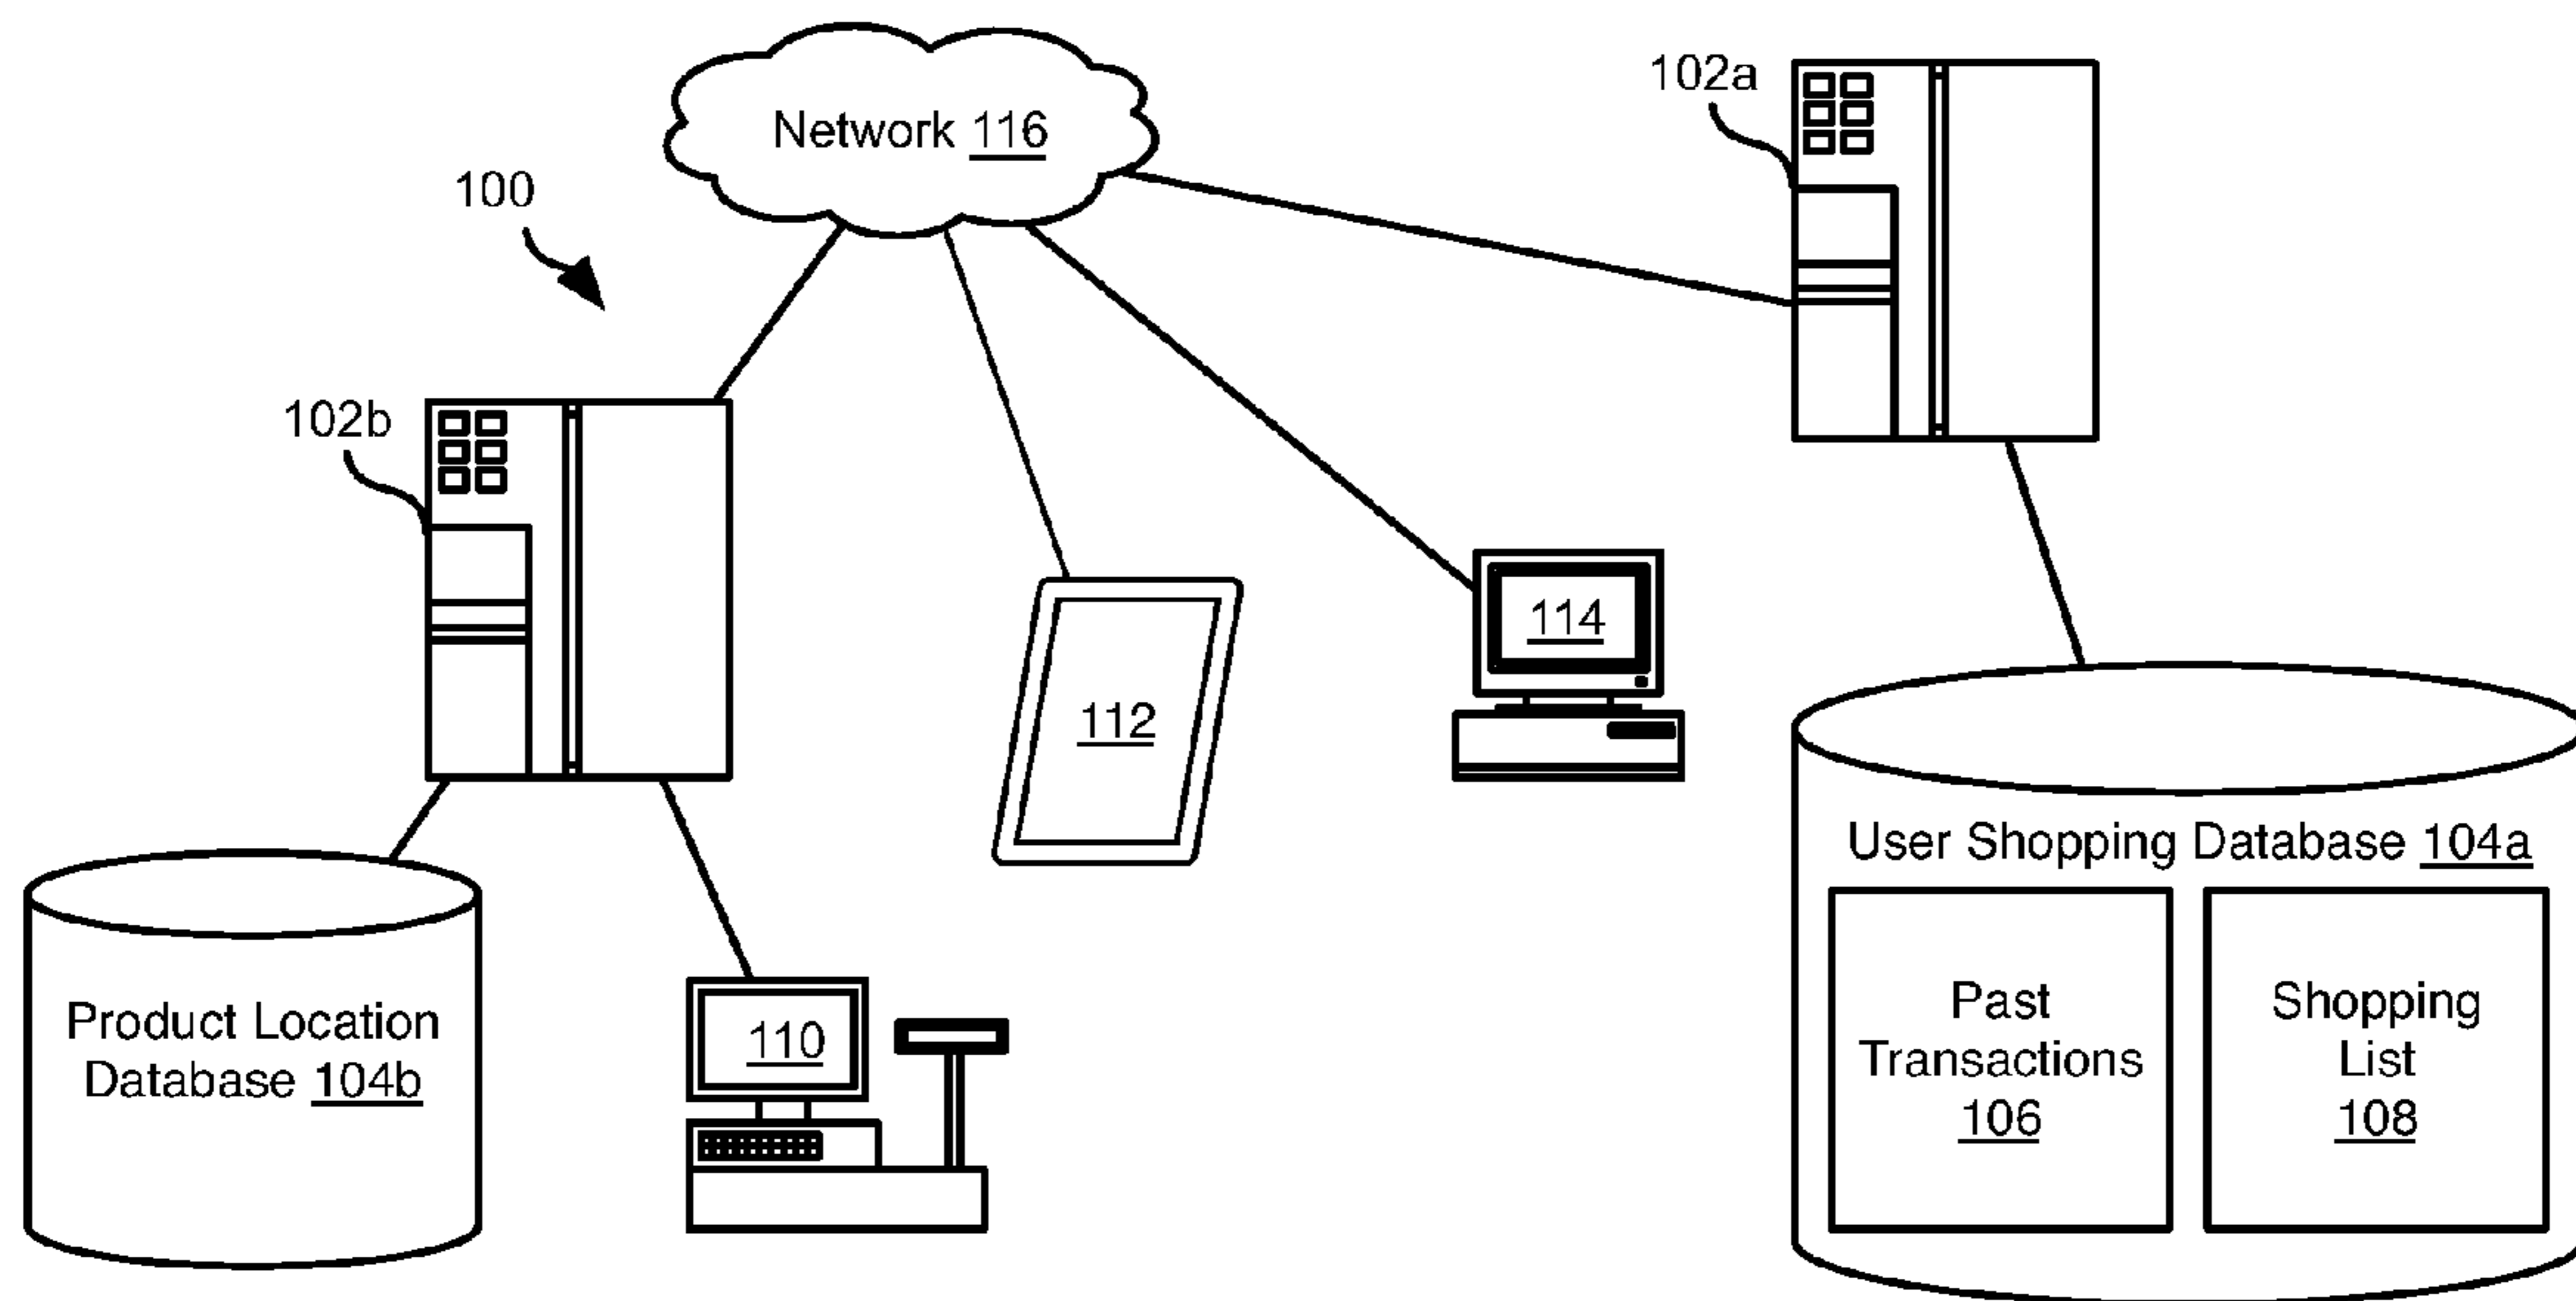 Network 116
102a
100
102b
114
112
User Shopping Database 104a
Product Location
Database 104b
110
Past
Transactions
106
Shopping
List
108